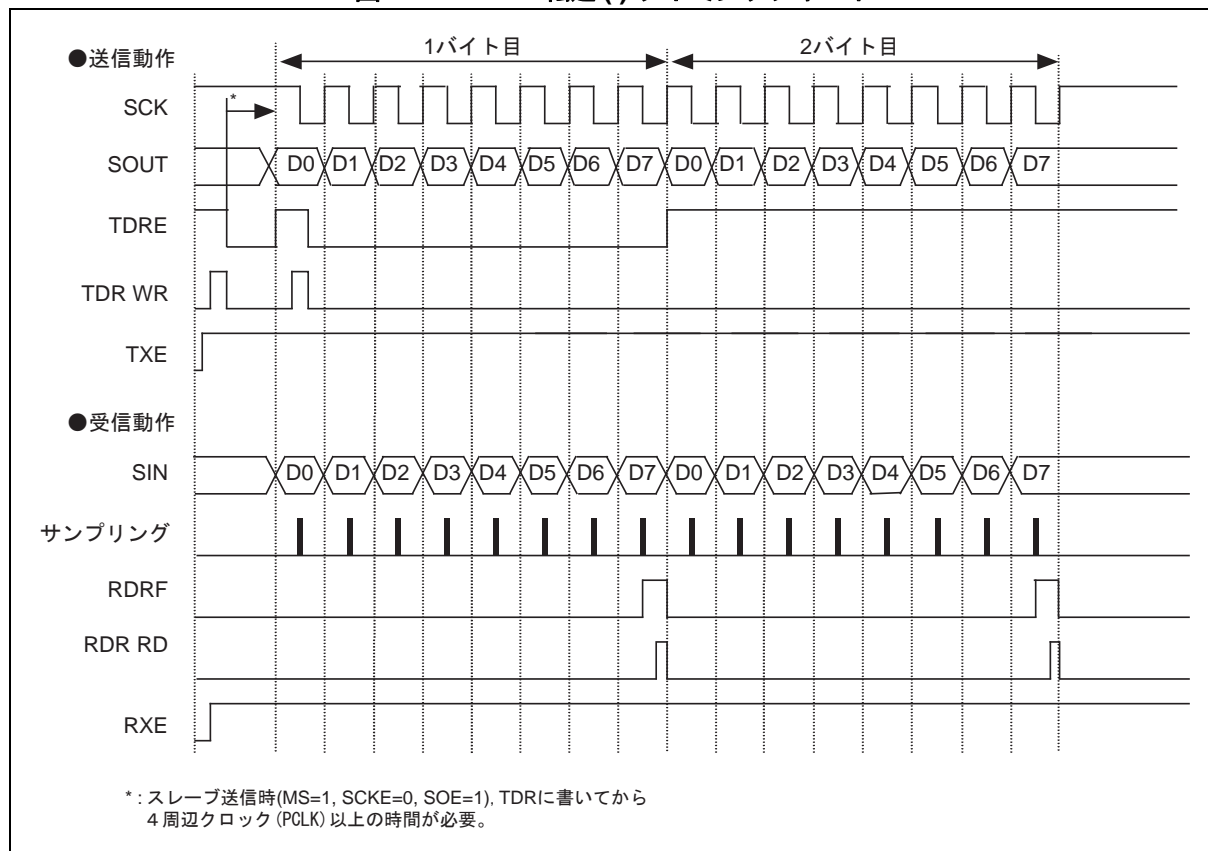 1バイト目 2バイト目
●送信動作
SCK
*
SOUT D0 D1 D2 D3 D4 D5 D6 D7 D0 D1 D2 D3 D4 D5 D6 D7
TDRE
TDR WR
TXE
●受信動作
SIN D0 D1 D2 D3 D4 D5 D6 D7 D0 D1 D2 D3 D4 D5 D6 D7
サンプリング
RDRF
RDR RD
RXE
* : スレーブ送信時(MS=1, SCKE=0, SOE=1), TDRに書いてから
4 周辺クロック(PCLK)以上の時間が必要。